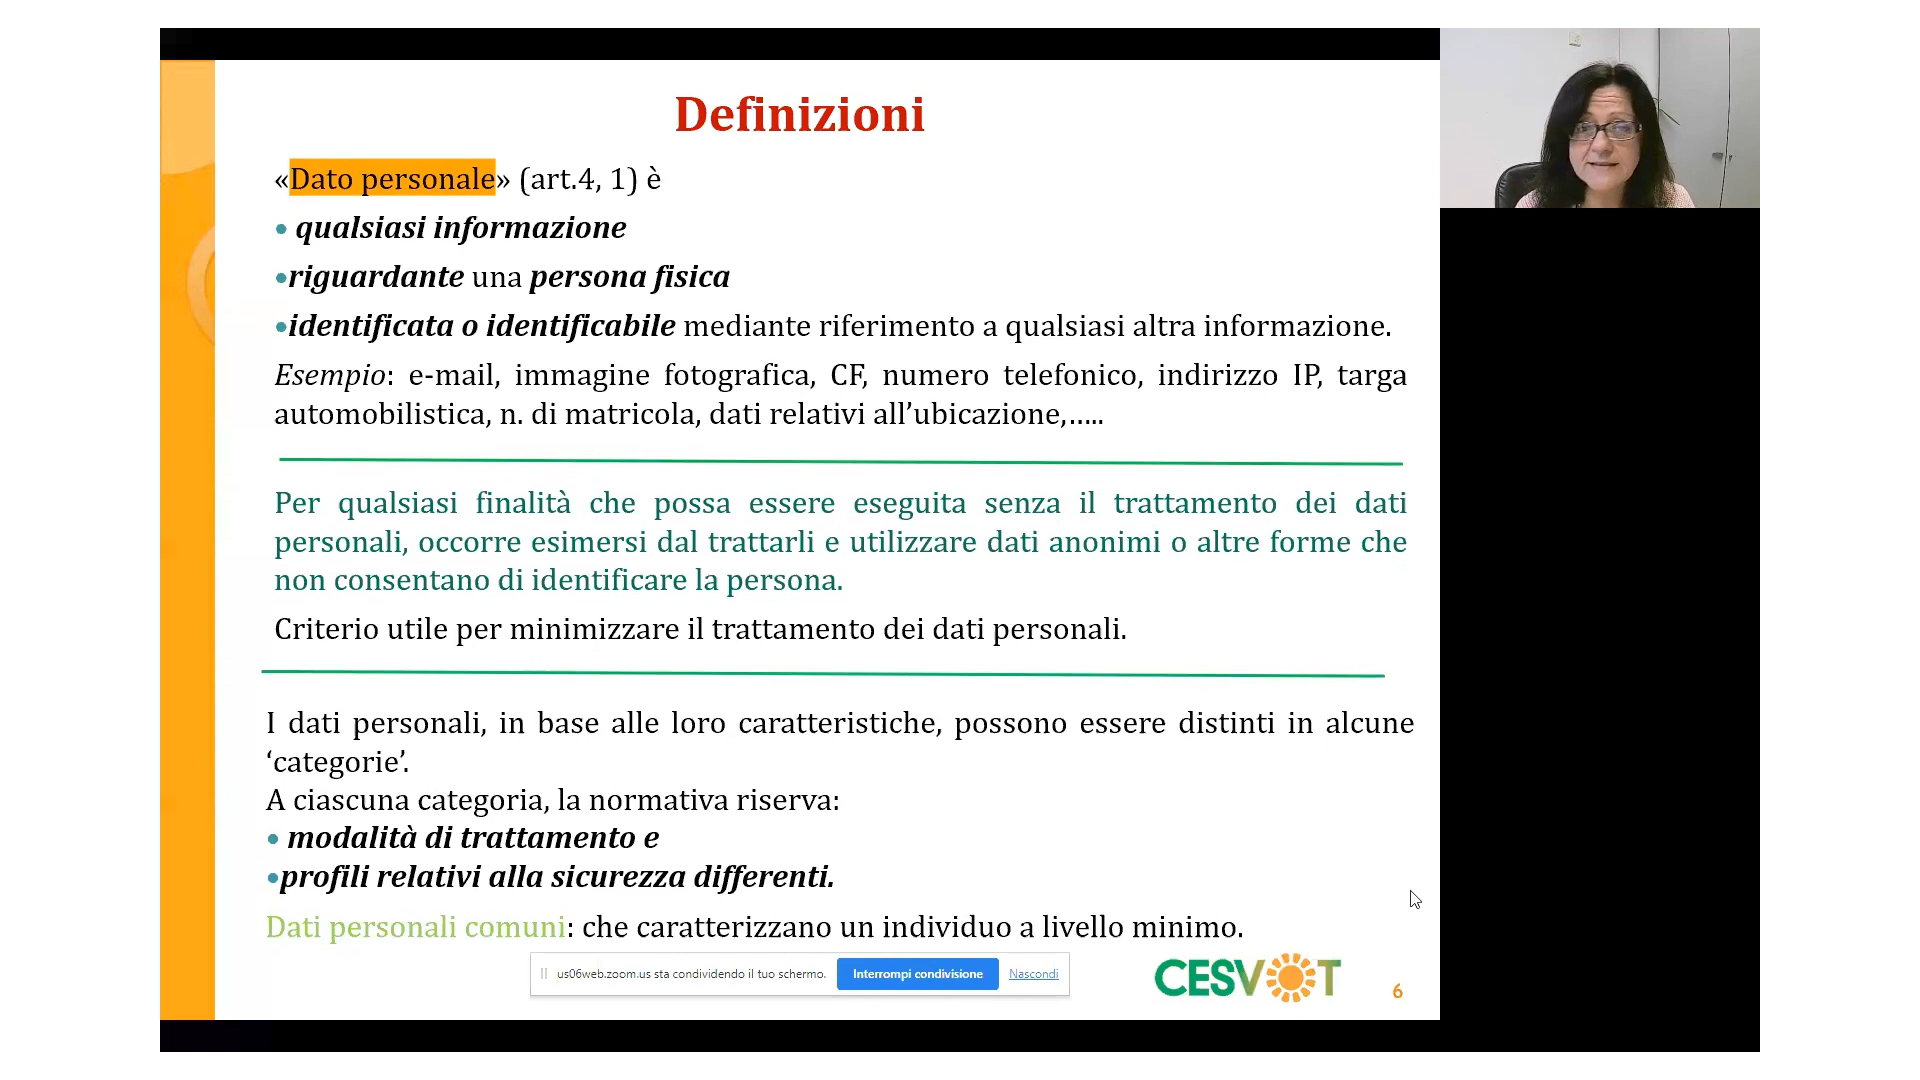 Definizioni
«Dato personale» (art.4, 1) è
• qualsiasi informazione
•riguardante una persona fisica
•identificata o identificabile mediante riferimento a qualsiasi altra informazione.
Esempio: e-mail, immagine fotografica, CF, numero telefonico, indirizzo IP, targa
automobilistica, n. di matricola, dati relativi all’ubicazione,…..
Per qualsiasi finalità che possa essere eseguita senza il trattamento dei dati
personali, occorre esimersi dal trattarli e utilizzare dati anonimi o altre forme che
non consentano di identificare la persona.
Criterio utile per minimizzare il trattamento dei dati personali.
I dati personali, in base alle loro caratteristiche, possono essere distinti in alcune
‘categorie’.
A ciascuna categoria, la normativa riserva:
• modalità di trattamento e
•profili relativi alla sicurezza differenti.
Dati personali comuni: che caratterizzano un individuo a livello minimo.
us06web.zoom.us sta condividendo il tuo schermo. Interrompi condivisione Nascondi
CESVOT
6